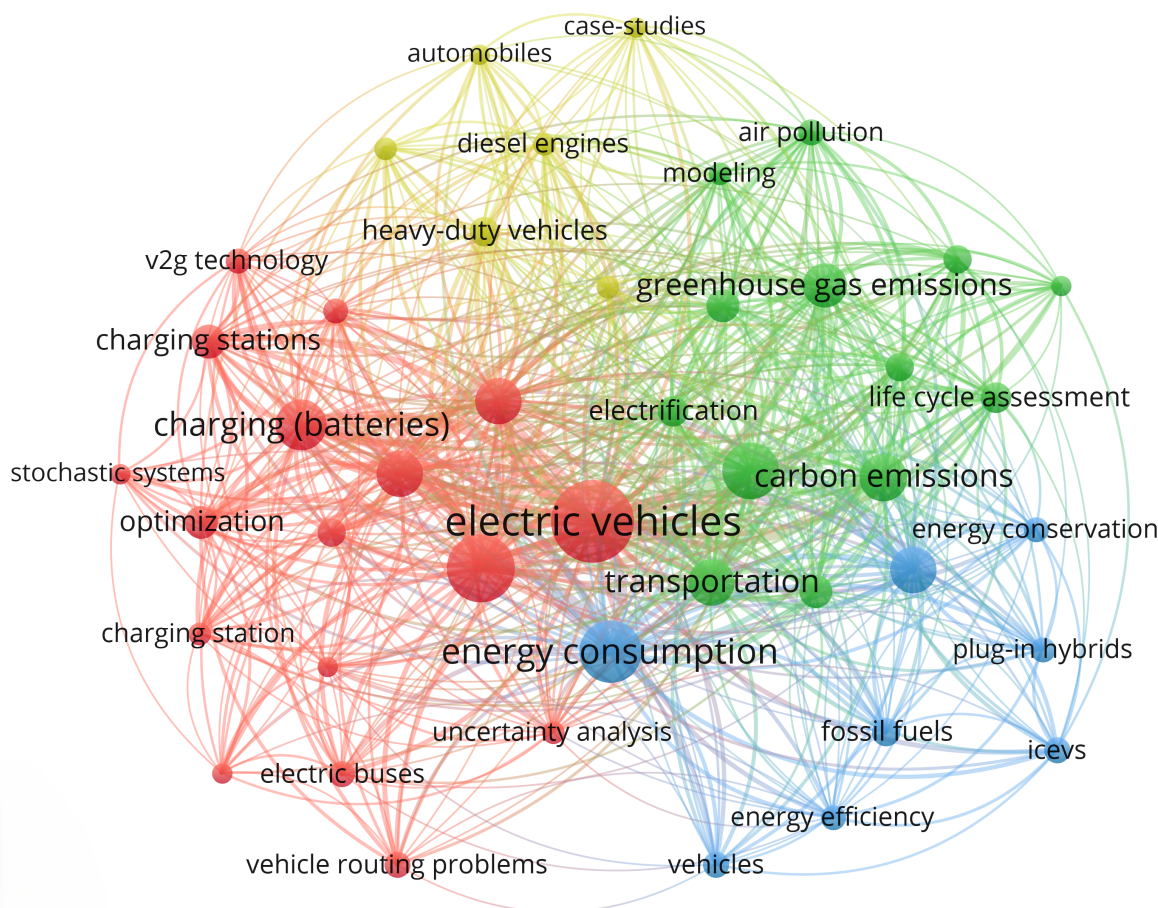 case-studies
automobiles
air pollution
diesel engines
modeling
heavy-duty vehicles
v2g technology
greenhouse gas emissions
charging stations
life cycle assessment
electrification
charging (batteries)
stochastic systems
carbon emissions
optimization
electric vehicles
energy conservation
transportation
charging station
energy consumption
plug-in hybrids
uncertainty analysis
fossil fuels
icevs
electric buses
energy efficiency
vehicle routing problems
vehicles